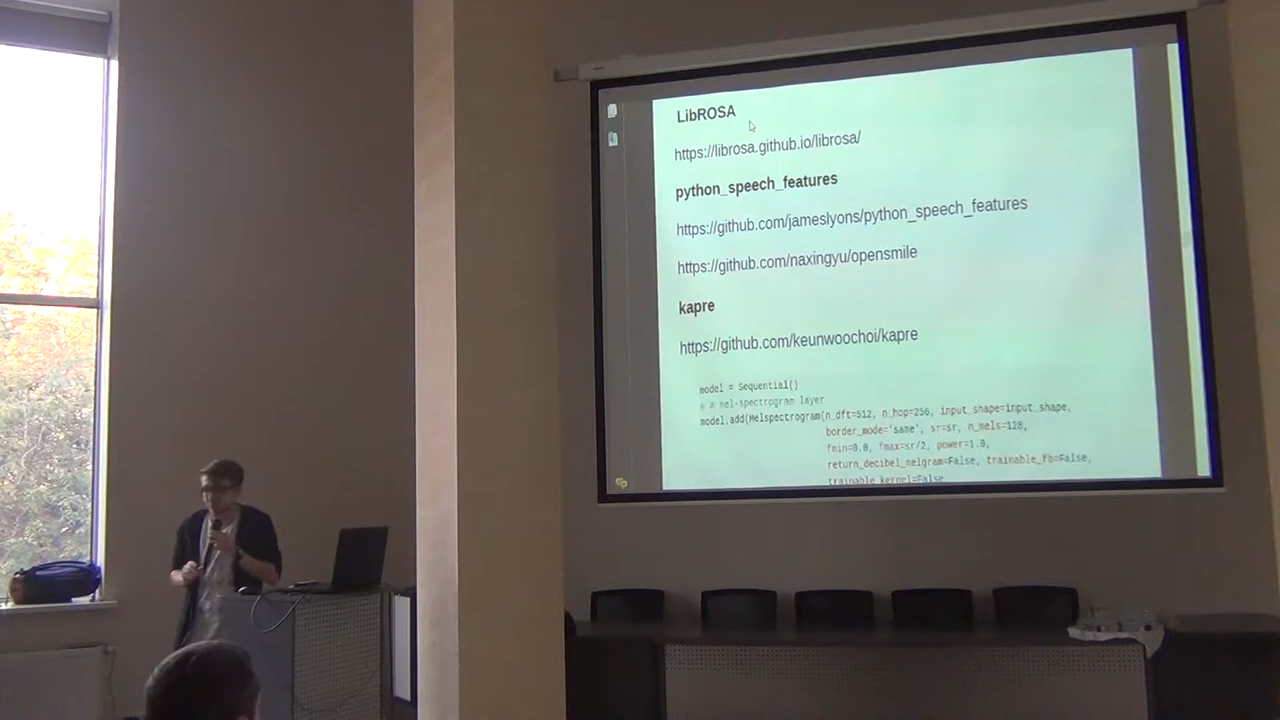 LibROSA
https://librosa.github.io/librosa/
python_speech_features
https://github.com/jameslyons/python_speech_features
https://github.com/naxingyu/opensmile
kapre
https://github.com/keunwoochoi/kapre
model = Sequential()
# A mel-spectrogram layer
model.add(Melspectrogram(n_dft=512, n_hop=256, input_shape=input_shape,
border_mode='same', sr=sr, n_mels=128,
fmin=0.0, fmax=sr/2, power=1.0,
return_decibel_melgram=False, trainable_fb=False,
trainable_kernel=False